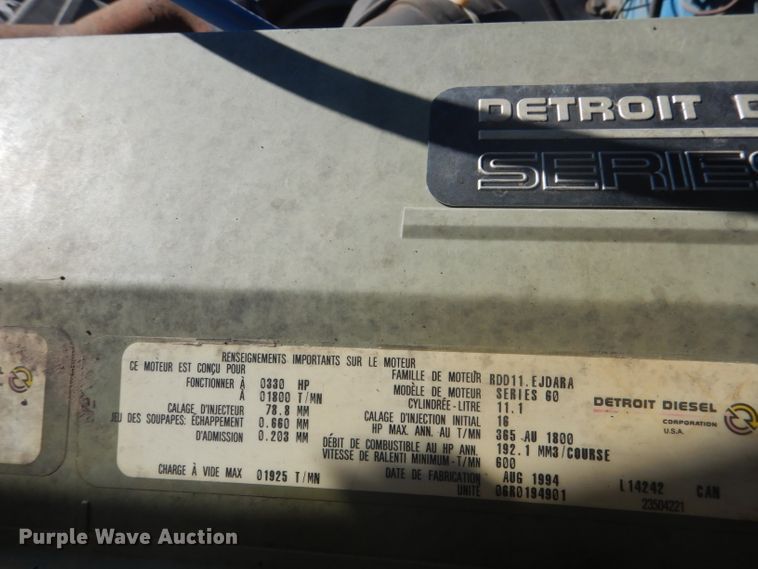 DETROIT D
SERIES
RENSEIGNEMENTS IMPORTANTS SUR LE MOTEUR
CE MOTEUR EST CONÇU POUR
FONCTIONNER À 0330 HP
À 01800 T/MN
CALAGE D'INJECTEUR 78.8 MM
JEU DES SOUPAPES: ÉCHAPPEMENT 0.660 MM
D'ADMISSION 0.203 MM
CHARGE À VIDE MAX 01925 T/MN
FAMILLE DE MOTEUR RDD11.EJDARA
MODÈLE DE MOTEUR SERIES 60
CYLINDRÉE-LITRE 11.1
CALAGE D'INJECTION INITIAL 16
HP MAX ANN. AU T/MN 365 AU 1800
DÉBIT DE COMBUSTIBLE AU HP ANN. 192.1 MM3/COURSE
VITESSE DE RALENTI MINIMUM-T/MN 600
DATE DE FABRICATION AUG 1994
UNITÉ 06R0194901
DETROIT DIESEL
CORPORATION
U.S.A.
L14242 CAN
23504221
Purple Wave Auction